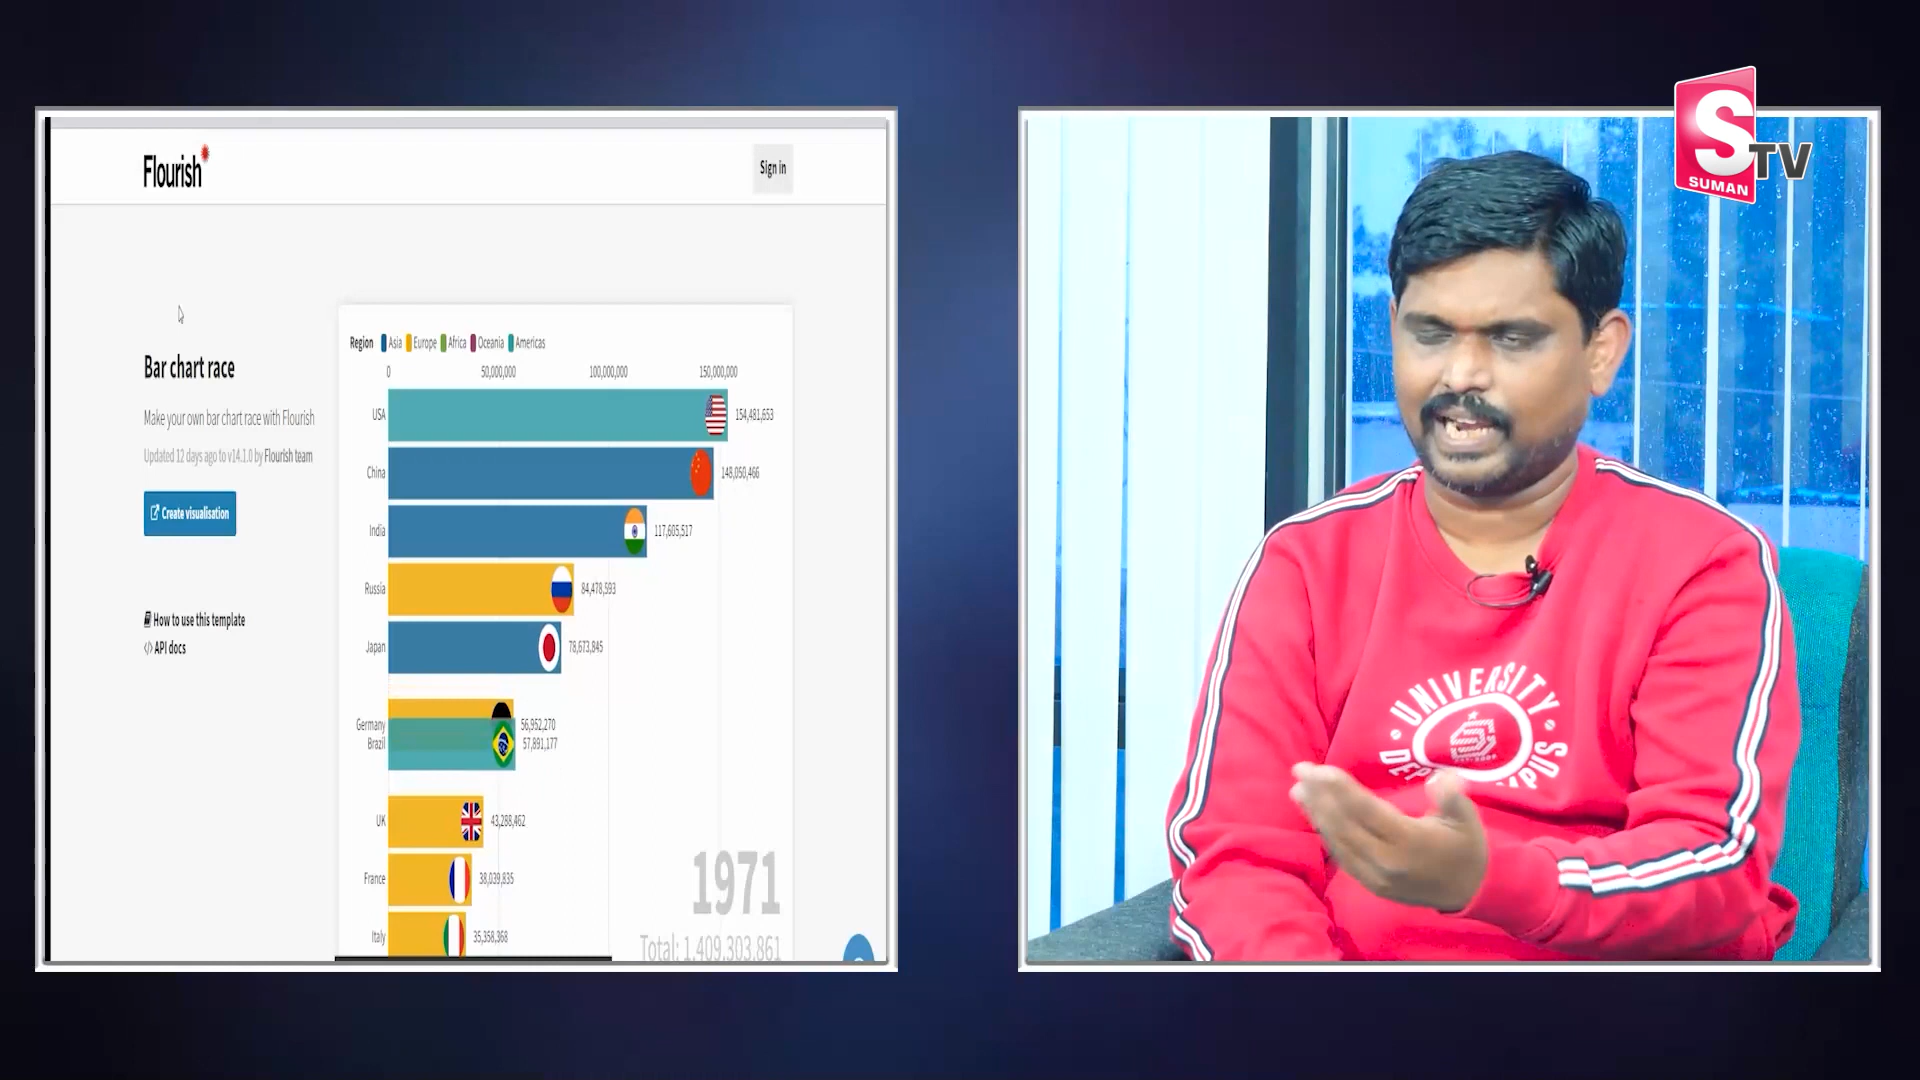 Flourish
Sign in
Bar chart race
Make your own bar chart race with Flourish
Updated 12 days ago to v14.1.0 by Flourish team
Create visualisation
How to use this template
</> API docs
Region Asia Europe Africa Oceania Americas
0 50,000,000 100,000,000 150,000,000
USA 154,481,653
China 148,050,466
India 117,605,517
Russia 84,478,593
Japan 78,673,845
Germany 56,952,270
Brazil 57,891,177
UK 43,288,462
France 38,039,835
Italy 35,358,368
1971
Total: 1,409,303,861
S TV
SUMAN
UNIVERSITY